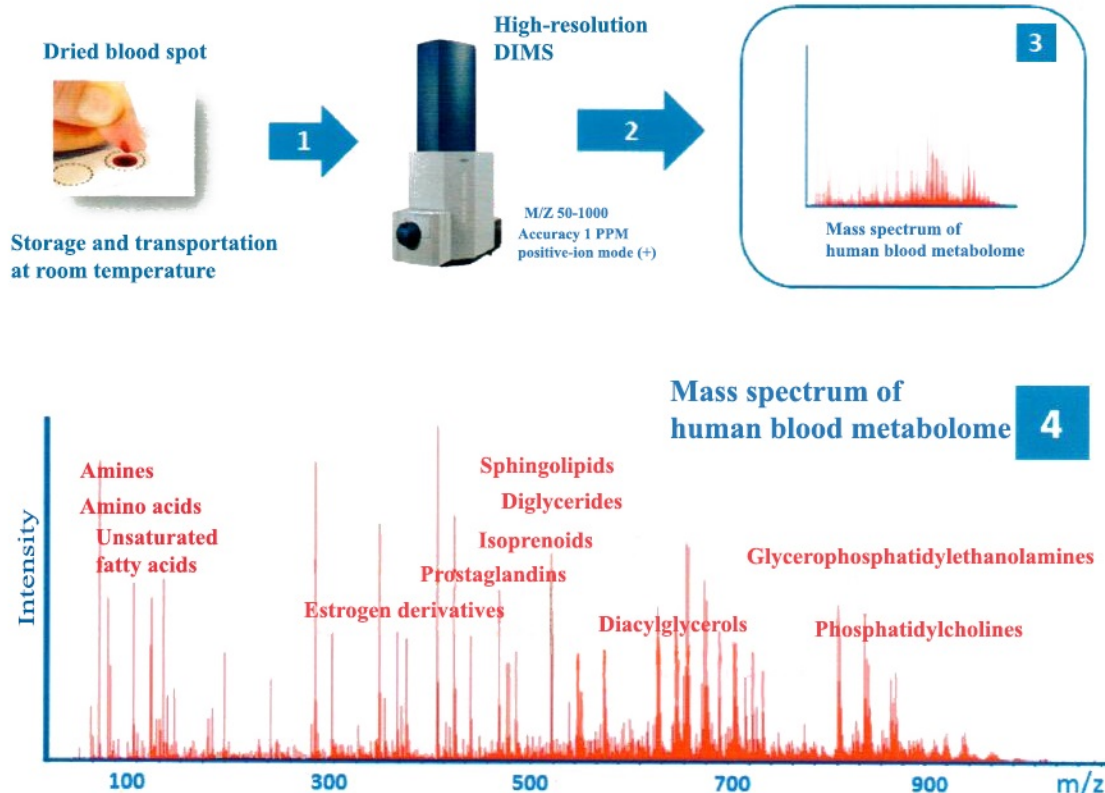 Dried blood spot
Storage and transportation
at room temperature
1
High-resolution
DIMS
M/Z 50-1000
Accuracy 1 PPM
positive-ion mode (+)
2
3
Mass spectrum of
human blood metabolome
Mass spectrum of
human blood metabolome
4
Intensity
Amines
Amino acids
Unsaturated
fatty acids
Estrogen derivatives
Sphingolipids
Diglycerides
Isoprenoids
Prostaglandins
Diacylglycerols
Glycerophosphatidylethanolamines
Phosphatidylcholines
100 300 500 700 900 m/z